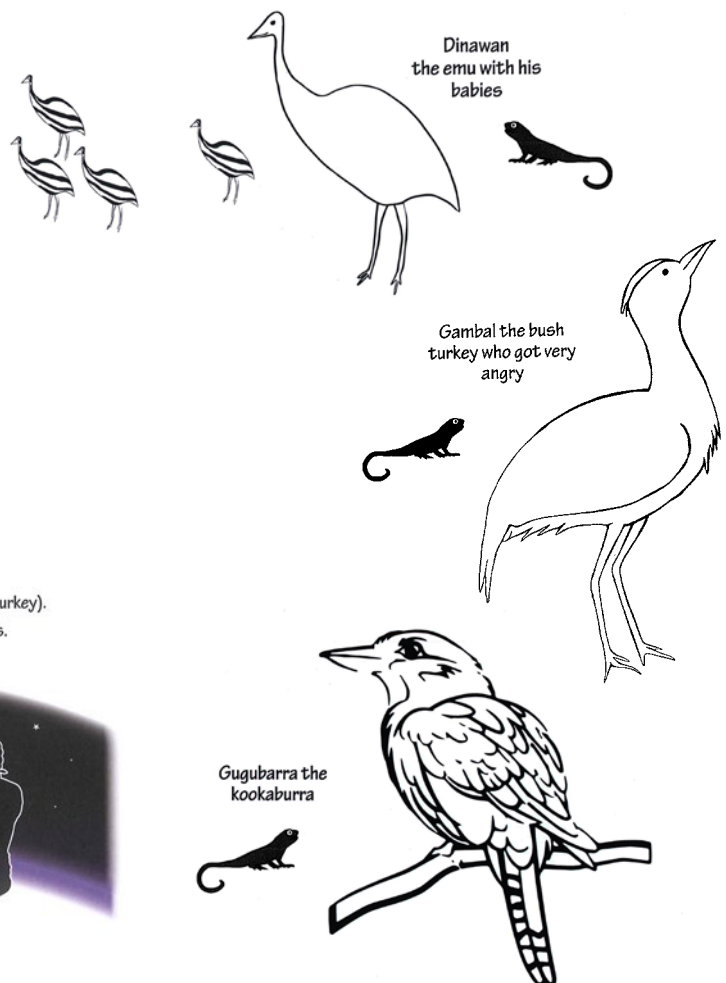 Dinawan
the emu with his
babies
Gambal the bush
turkey who got very
angry
urkey).
s.
Gugubarra the
kookaburra